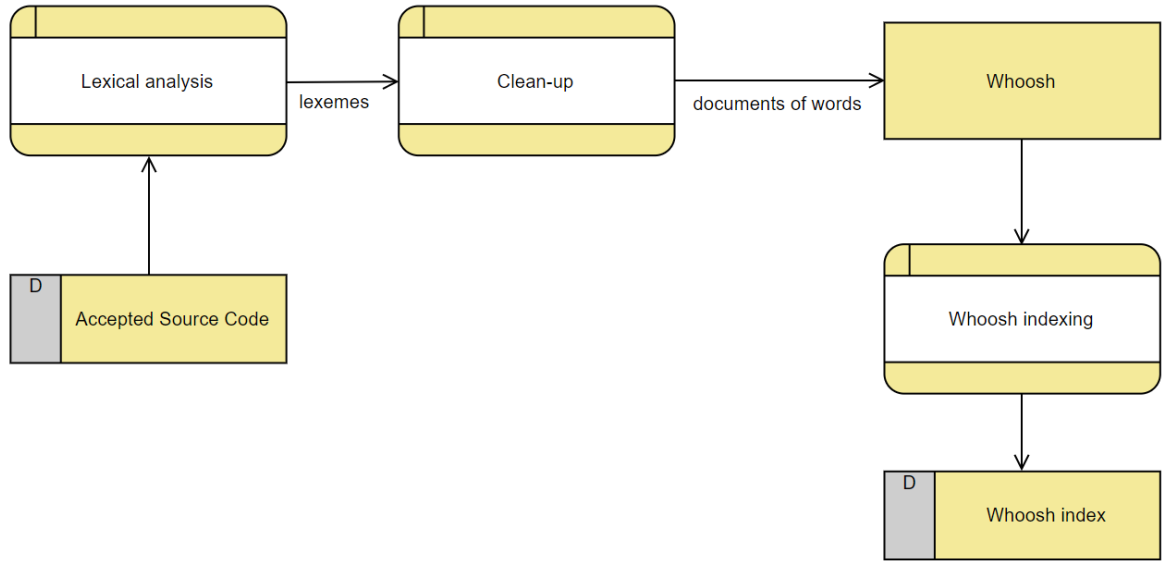 Lexical analysis
lexemes
Clean-up
documents of words
Whoosh
D
Accepted Source Code
Whoosh indexing
D
Whoosh index